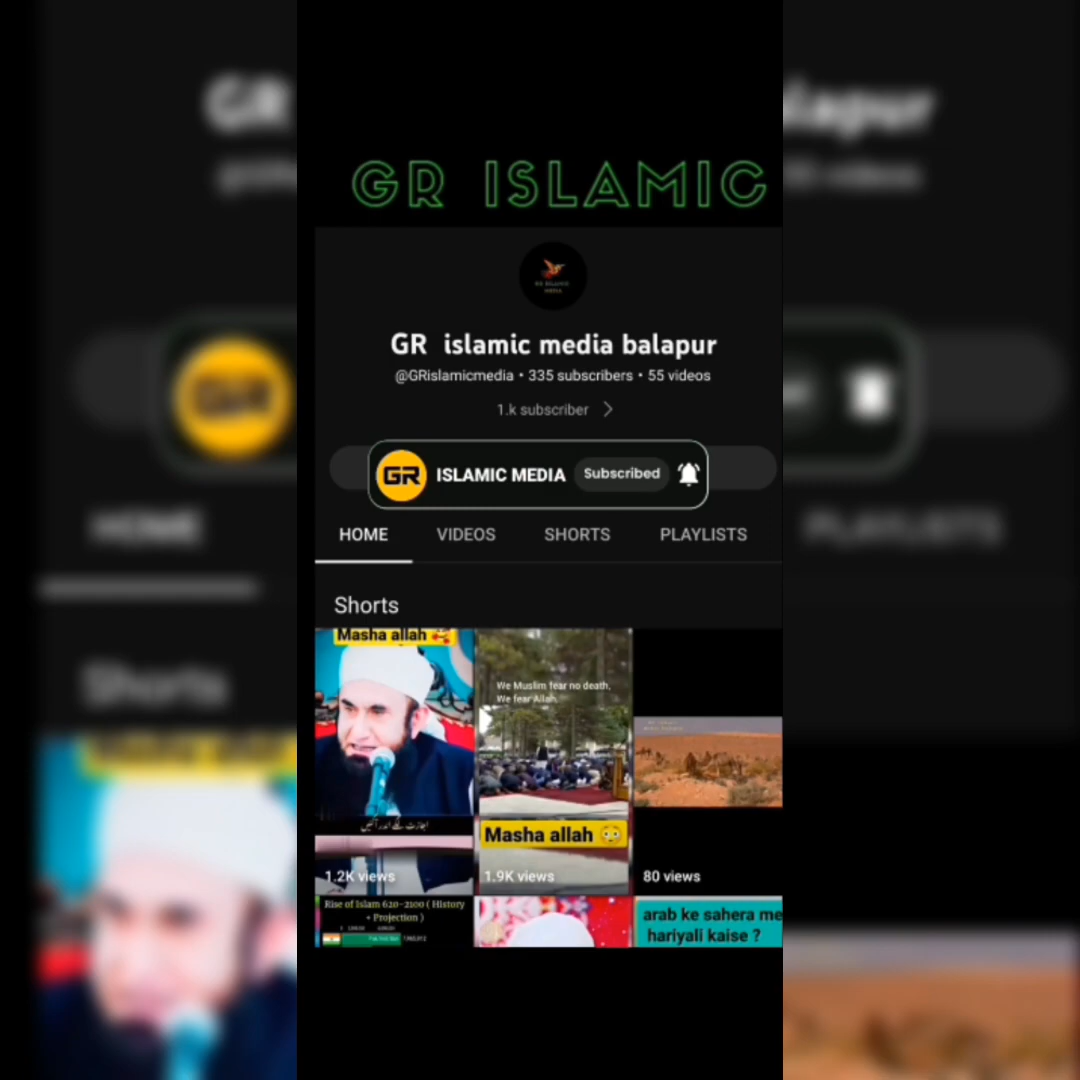 GR ISLAMIC
GR islamic media balapur
@GRislamicmedia • 335 subscribers • 55 videos
1.k subscriber
GR ISLAMIC MEDIA Subscribed
HOME VIDEOS SHORTS PLAYLISTS
Shorts
Masha allah
We Muslim fear no death,
We fear Allah.
Masha allah
1.2K views
1.9K views
80 views
Rise of Islam 620-2100 ( History
+ Projection )
arab ke sahera me
hariyali kaise ?